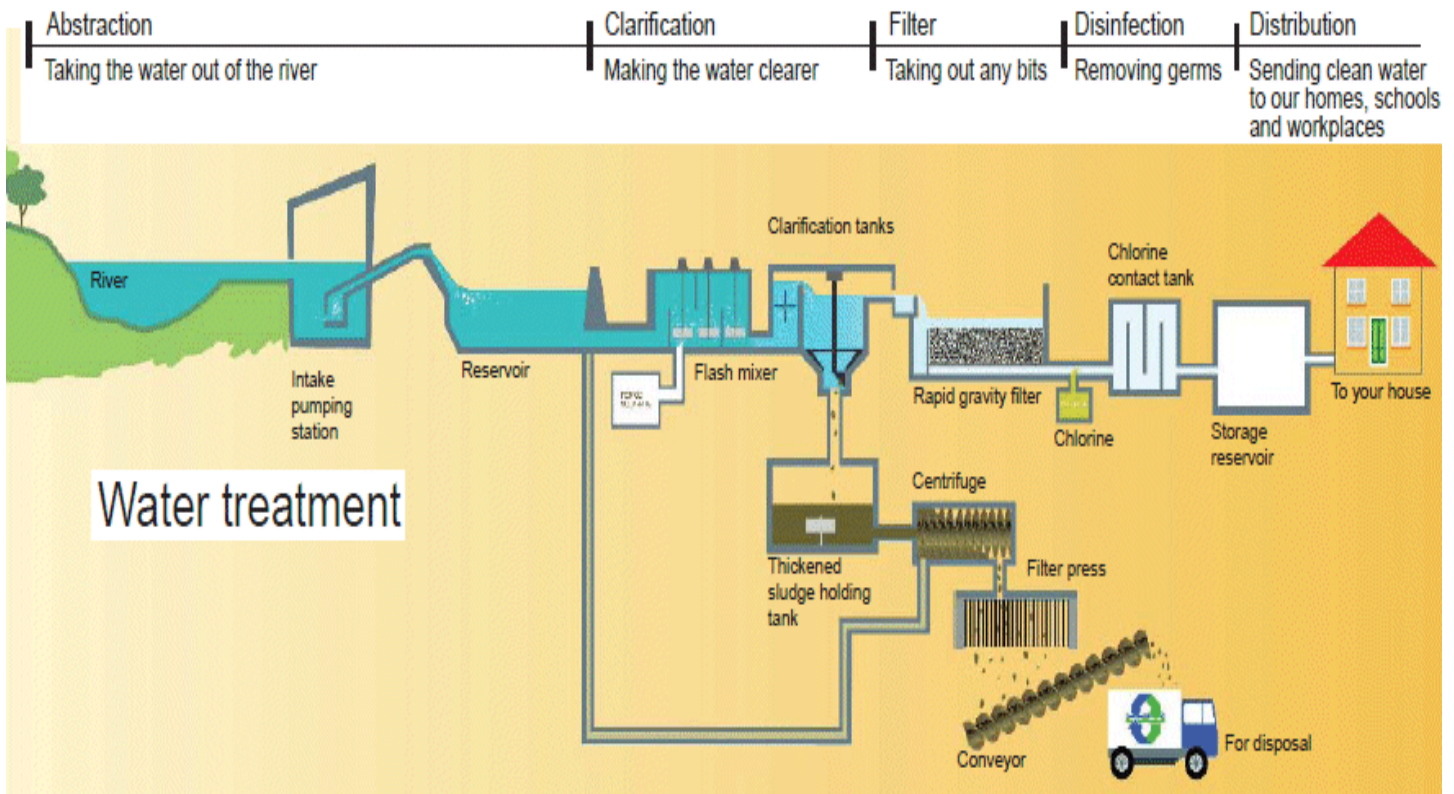 Abstraction
Taking the water out of the river
Clarification
Making the water clearer
Filter
Taking out any bits
Disinfection
Removing germs
Distribution
Sending clean water
to our homes, schools
and workplaces
River
Intake
pumping
station
Reservoir
Flash mixer
Clarification tanks
Rapid gravity filter
Chlorine
Chlorine
contact tank
Storage
reservoir
To your house
Water treatment
Thickened
sludge holding
tank
Centrifuge
Filter press
Conveyor
For disposal